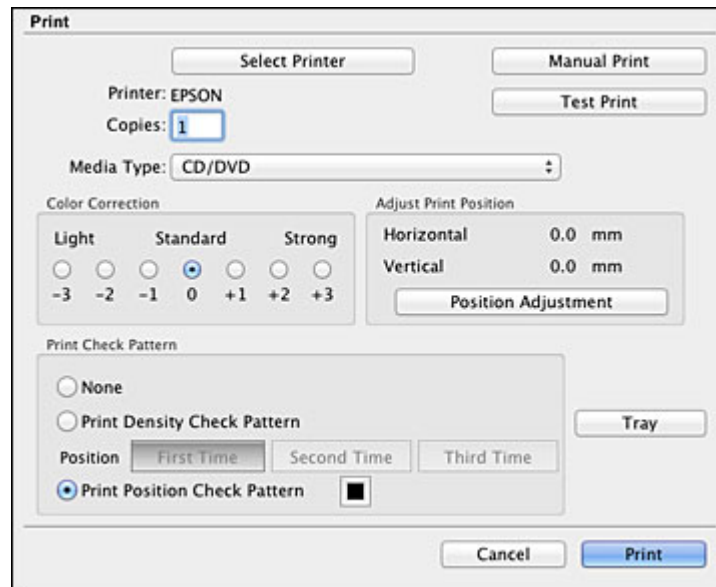 Print
Select Printer
Manual Print
Printer: EPSON
Test Print
Copies: 1
Media Type: CD/DVD
Color Correction
Adjust Print Position
Light Standard Strong
Horizontal 0.0 mm
Vertical 0.0 mm
-3 -2 -1 0 +1 +2 +3
Position Adjustment
Print Check Pattern
None
Print Density Check Pattern
Tray
Position First Time Second Time Third Time
Print Position Check Pattern
Cancel Print